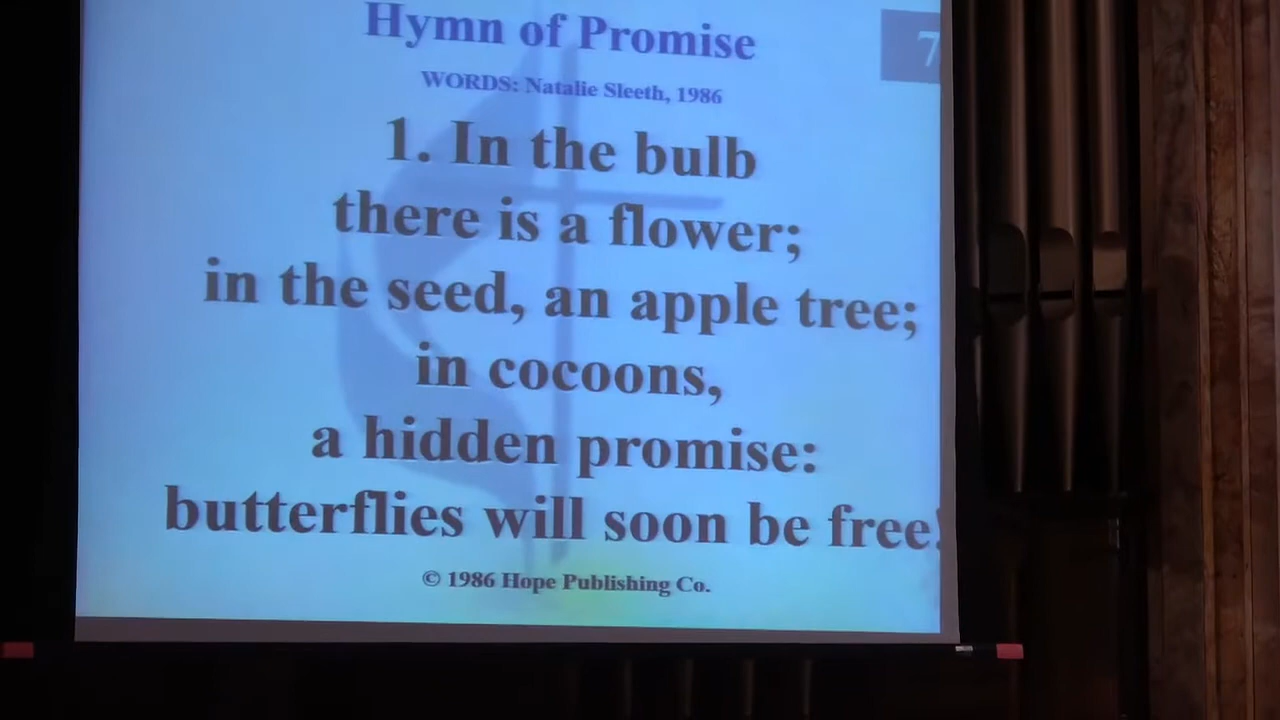 Hymn of Promise
7
WORDS: Natalie Sleeth, 1986
1. In the bulb
there is a flower;
in the seed, an apple tree;
in cocoons,
a hidden promise:
butterflies will soon be free!
© 1986 Hope Publishing Co.